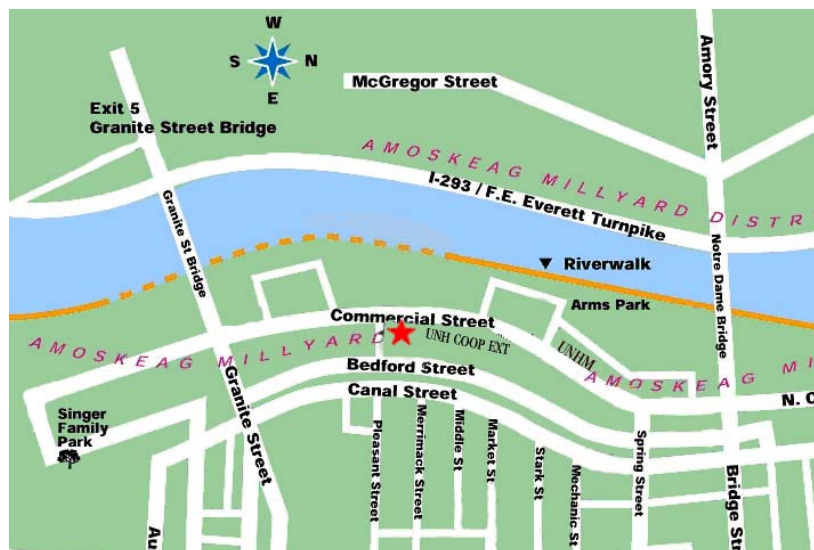 W
S
N
E
McGregor Street
Amory Street
Exit 5
Granite Street Bridge
AMOSKEAG MILLYARD DISTR
I-293 / F.E. Everett Turnpike
Granite St Bridge
Notre Dame Bridge
Riverwalk
Arms Park
Commercial Street
UNH COOP EXT
UNHM
AMOSKEAG MILLYARD
AMOSKEAG MI
Bedford Street
Canal Street
N. C
Singer
Family
Park
Granite Street
Pleasant Street
Merrimack Street
Middle St
Market St
Stark St
Mechanic St
Spring Street
Bridge St
Au